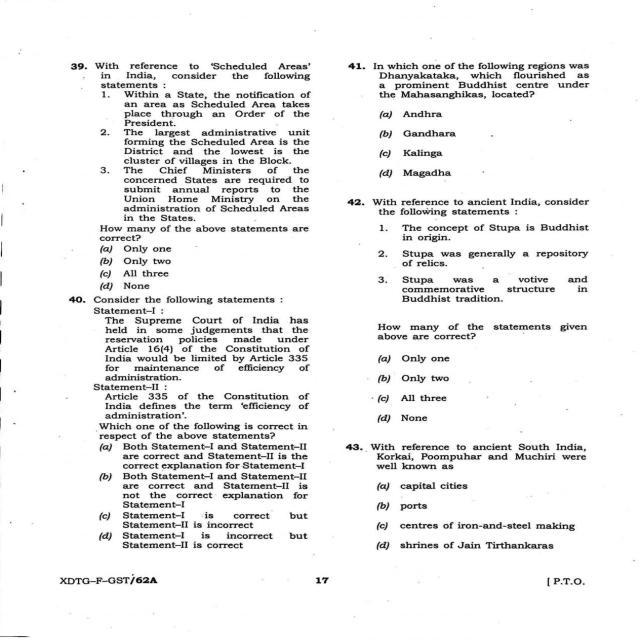 39. With reference to 'Scheduled Areas'
in India, consider the following
statements :
1. Within a State, the notification of
an area as Scheduled Area takes
place through an Order of the
President.
2. The largest administrative unit
forming the Scheduled Area is the
District and the lowest is the
cluster of villages in the Block.
3. The Chief Ministers of the
concerned States are required to
submit annual reports to the
Union Home Ministry on the
administration of Scheduled Areas
in the States.
How many of the above statements are
correct?
(a) Only one
(b) Only two
(c) All three
(d) None
40. Consider the following statements :
Statement–I :
The Supreme Court of India has
held in some judgements that the
reservation policies made under
Article 16(4) of the Constitution of
India would be limited by Article 335
for maintenance of efficiency of
administration.
Statement–II :
Article 335 of the Constitution of
India defines the term 'efficiency of
administration'.
Which one of the following is correct in
respect of the above statements?
(a) Both Statement–I and Statement–II
are correct and Statement–II is the
correct explanation for Statement–I
(b) Both Statement–I and Statement–II
are correct and Statement–II is
not the correct explanation for
Statement–I
(c) Statement–I is correct but
Statement–II is incorrect
(d) Statement–I is incorrect but
Statement–II is correct
41. In which one of the following regions was
Dhanyakataka, which flourished as
a prominent Buddhist centre under
the Mahasanghikas, located?
(a) Andhra
(b) Gandhara
(c) Kalinga
(d) Magadha
42. With reference to ancient India, consider
the following statements :
1. The concept of Stupa is Buddhist
in origin.
2. Stupa was generally a repository
of relics.
3. Stupa was a votive and
commemorative structure in
Buddhist tradition.
How many of the statements given
above are correct?
(a) Only one
(b) Only two
(c) All three
(d) None
43. With reference to ancient South India,
Korkai, Poompuhar and Muchiri were
well known as
(a) capital cities
(b) ports
(c) centres of iron-and-steel making
(d) shrines of Jain Tirthankaras
XDTG–F–GST/62A
17
[ P.T.O.